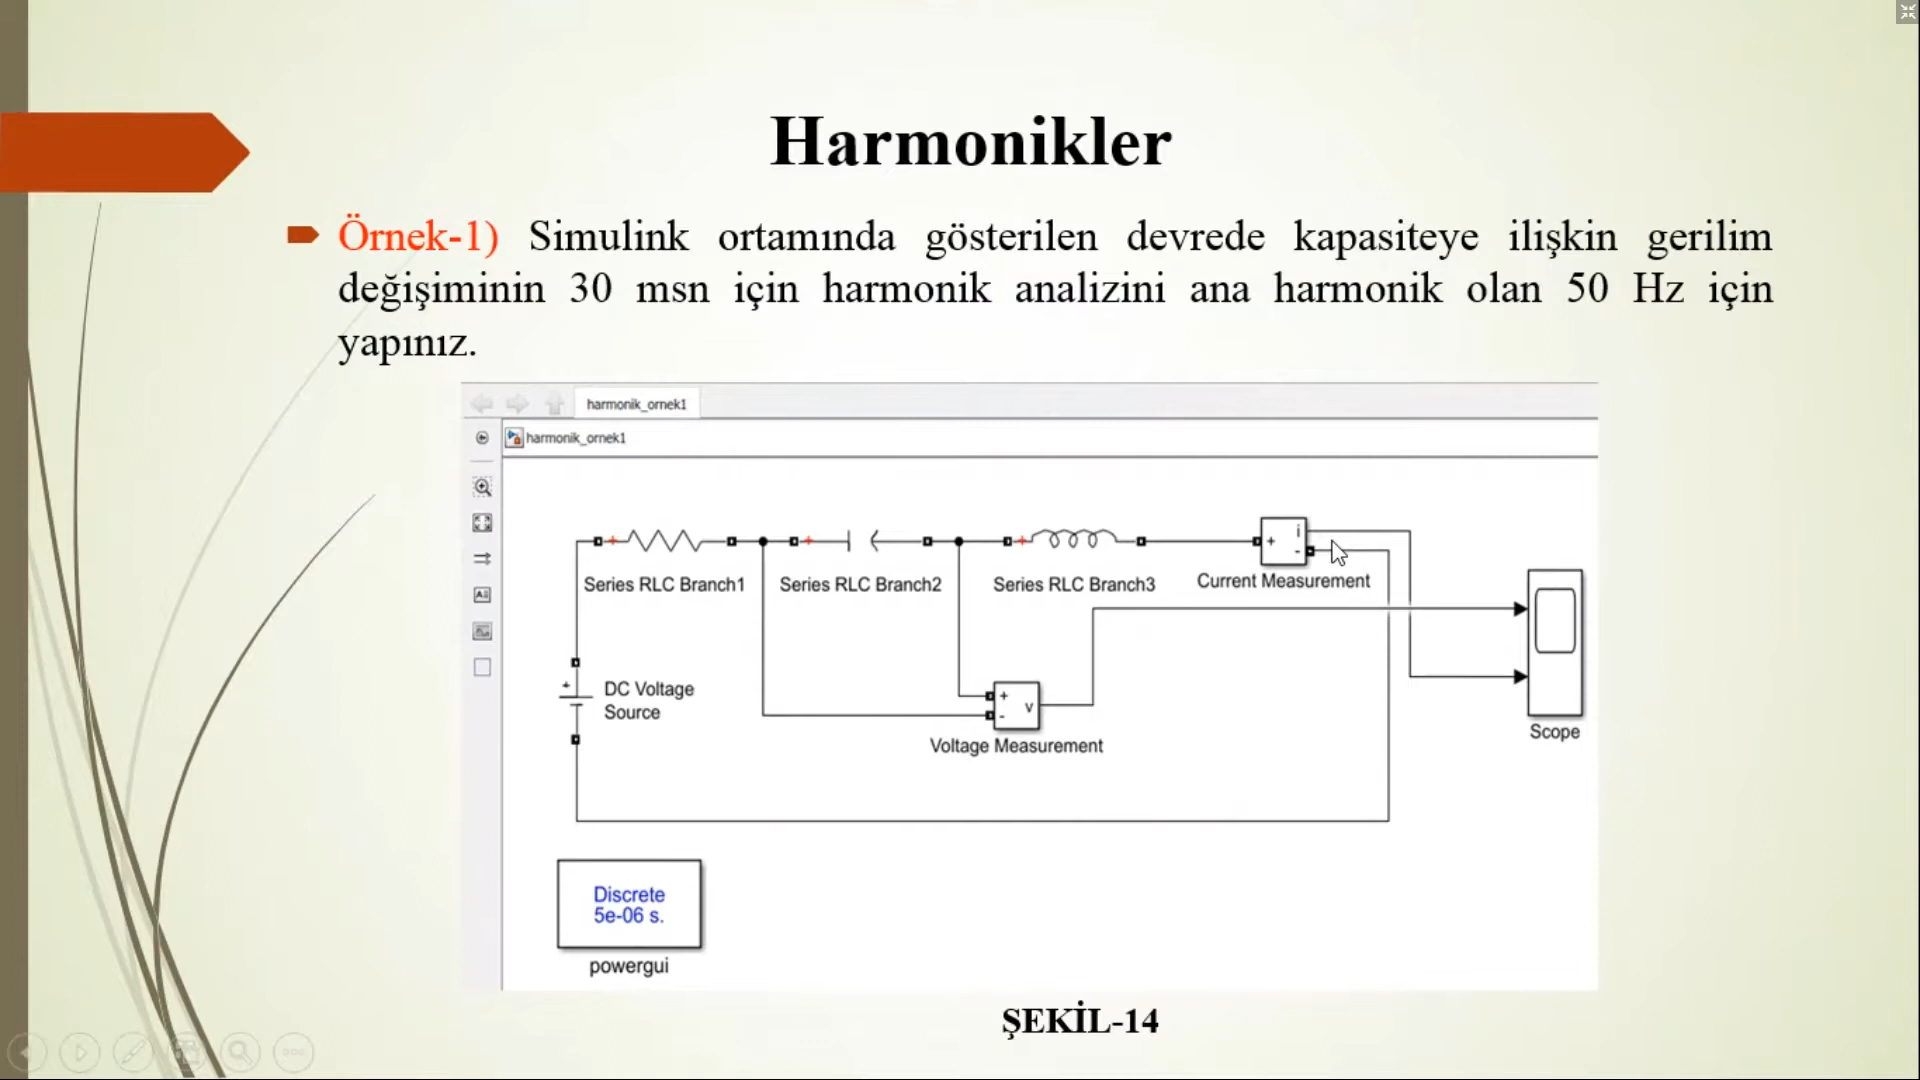 Harmonikler
Örnek-1) Simulink ortamında gösterilen devrede kapasiteye ilişkin gerilim
değişiminin 30 msn için harmonik analizini ana harmonik olan 50 Hz için
yapınız.
harmonik_ornek1
harmonik_ornek1
Series RLC Branch1
Series RLC Branch2
Series RLC Branch3
+
i
-
Current Measurement
DC Voltage
Source
+
-
v
Voltage Measurement
Scope
Discrete
5e-06 s.
powergui
ŞEKİL-14